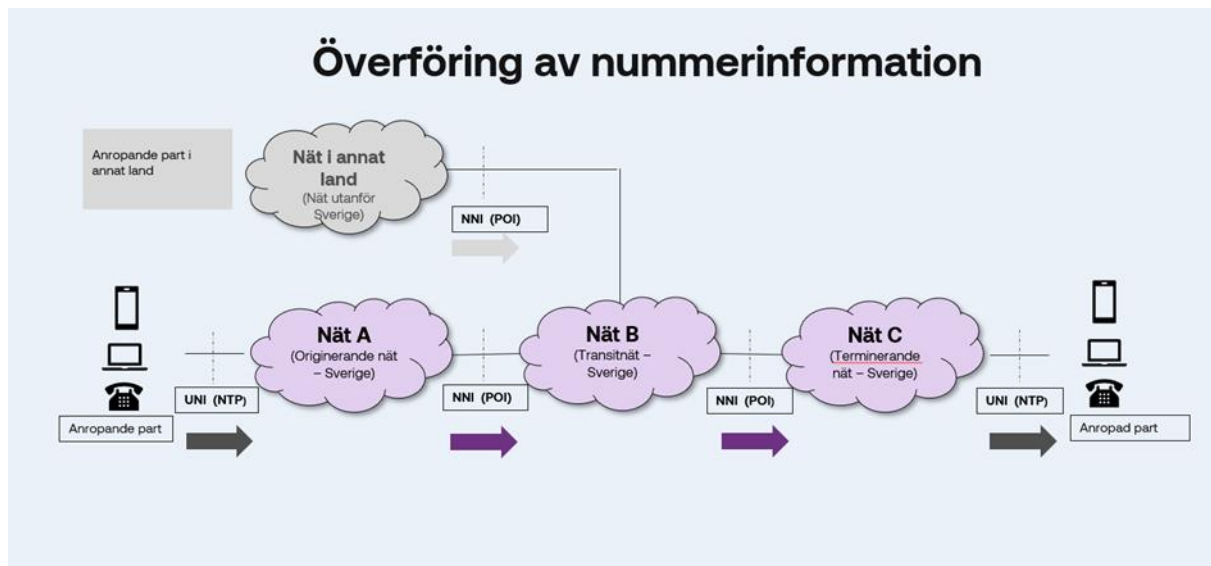 Överföring av nummerinformation
Anropande part i
annat land
Nät i annat
land
(Nät utanför
Sverige)
NNI (POI)
Nät A
(Originerande nät
– Sverige)
Nät B
(Transitnät –
Sverige)
Nät C
(Terminerande
nät – Sverige)
UNI (NTP)
NNI (POI)
NNI (POI)
UNI (NTP)
Anropande part
Anropad part